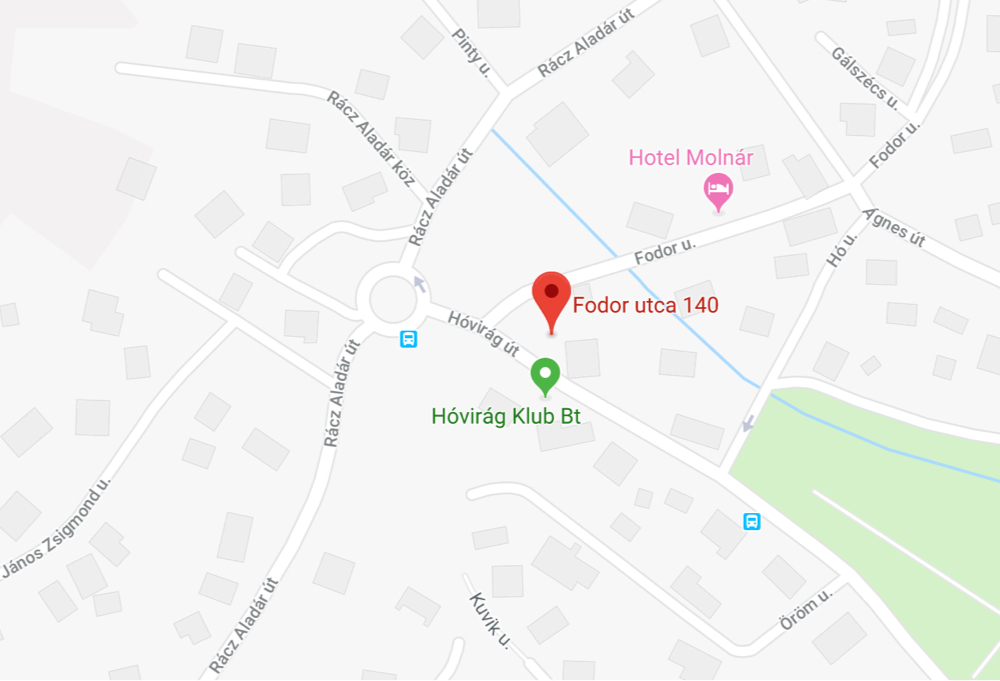 Pinty u.
Rácz Aladár út
Gálszécs u.
Rácz Aladár köz
Rácz Aladár út
Fodor u.
Hotel Molnár
Ágnes út
Hó u.
Fodor u.
Fodor utca 140
Hóvirág út
Rácz Aladár út
Hóvirág Klub Bt
János Zsigmond u.
Rácz Aladár út
Kuvik u.
Öröm u.